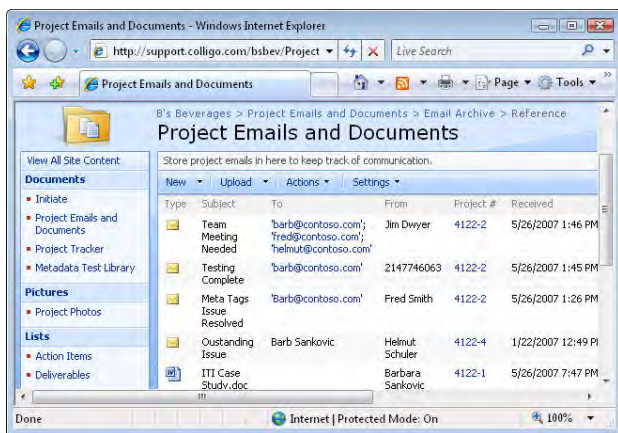 Project Emails and Documents - Windows Internet Explorer
http://support.colligo.com/bsbev/Project
Live Search
Project Emails and Documents
Page
Tools
B's Beverages > Project Emails and Documents > Email Archive > Reference
Project Emails and Documents
View All Site Content
Store project emails in here to keep track of communication.
Documents
New
Upload
Actions
Settings
Initiate
Project Emails and
Documents
Project Tracker
Metadata Test Library
Pictures
Project Photos
Lists
Action Items
Deliverables
Type Subject To From Project # Received
Team 'barb@contoso.com'; Jim Dwyer 4122-2 5/26/2007 1:46 PM
Meeting 'fred@contoso.com';
Needed 'helmut@contoso.com'
Testing 'barb@contoso.com' 2147746063 4122-2 5/26/2007 1:45 PM
Complete
Meta Tags 'Barb@contoso.com' Fred Smith 4122-2 5/26/2007 1:26 PM
Issue
Resolved
Oustanding Barb Sankovic Helmut 4122-4 1/22/2007 12:49 P
Issue Schuler
ITI Case Barbara 4122-1 5/26/2007 7:47 PM
Study.doc Sankovic
Done
Internet | Protected Mode: On
100%